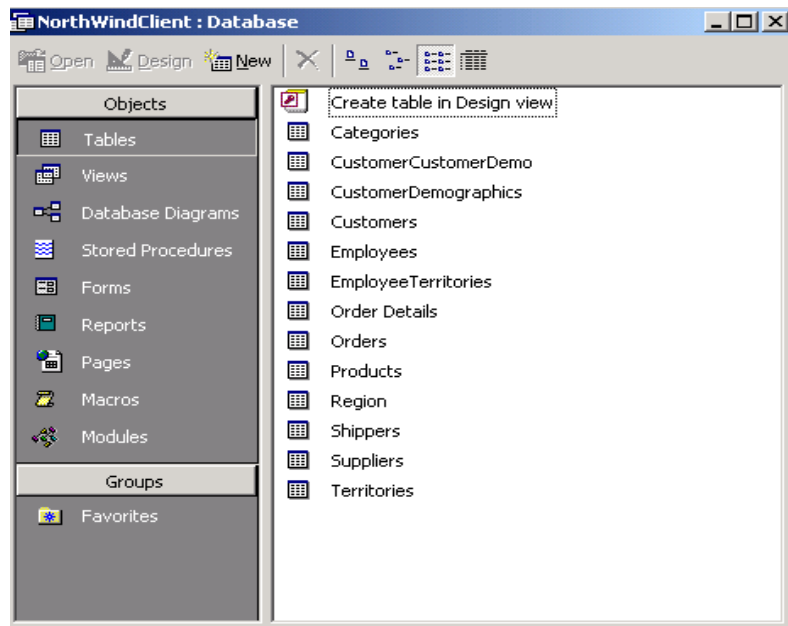 NorthWindClient : Database
Open Design New
Objects
Tables
Views
Database Diagrams
Stored Procedures
Forms
Reports
Pages
Macros
Modules
Groups
Favorites
Create table in Design view
Categories
CustomerCustomerDemo
CustomerDemographics
Customers
Employees
EmployeeTerritories
Order Details
Orders
Products
Region
Shippers
Suppliers
Territories